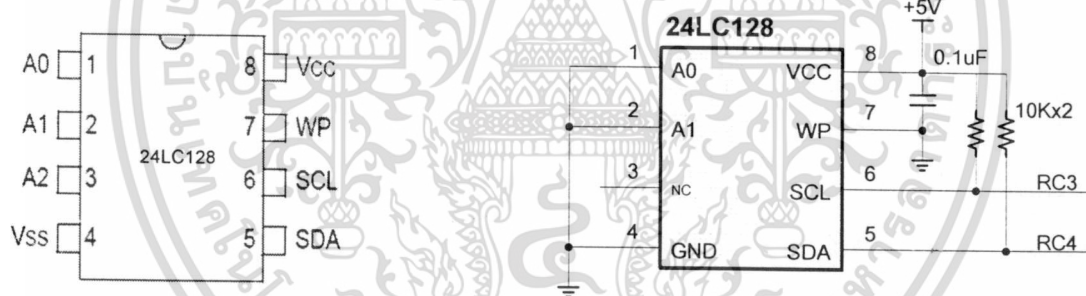 A0 1
A1 2
A2 3
Vss 4
8 Vcc
7 WP
6 SCL
5 SDA
24LC128
24LC128
1 A0
2 A1
3 NC
4 GND
VCC 8
WP 7
SCL 6
SDA 5
+5V
0.1uF
10Kx2
RC3
RC4